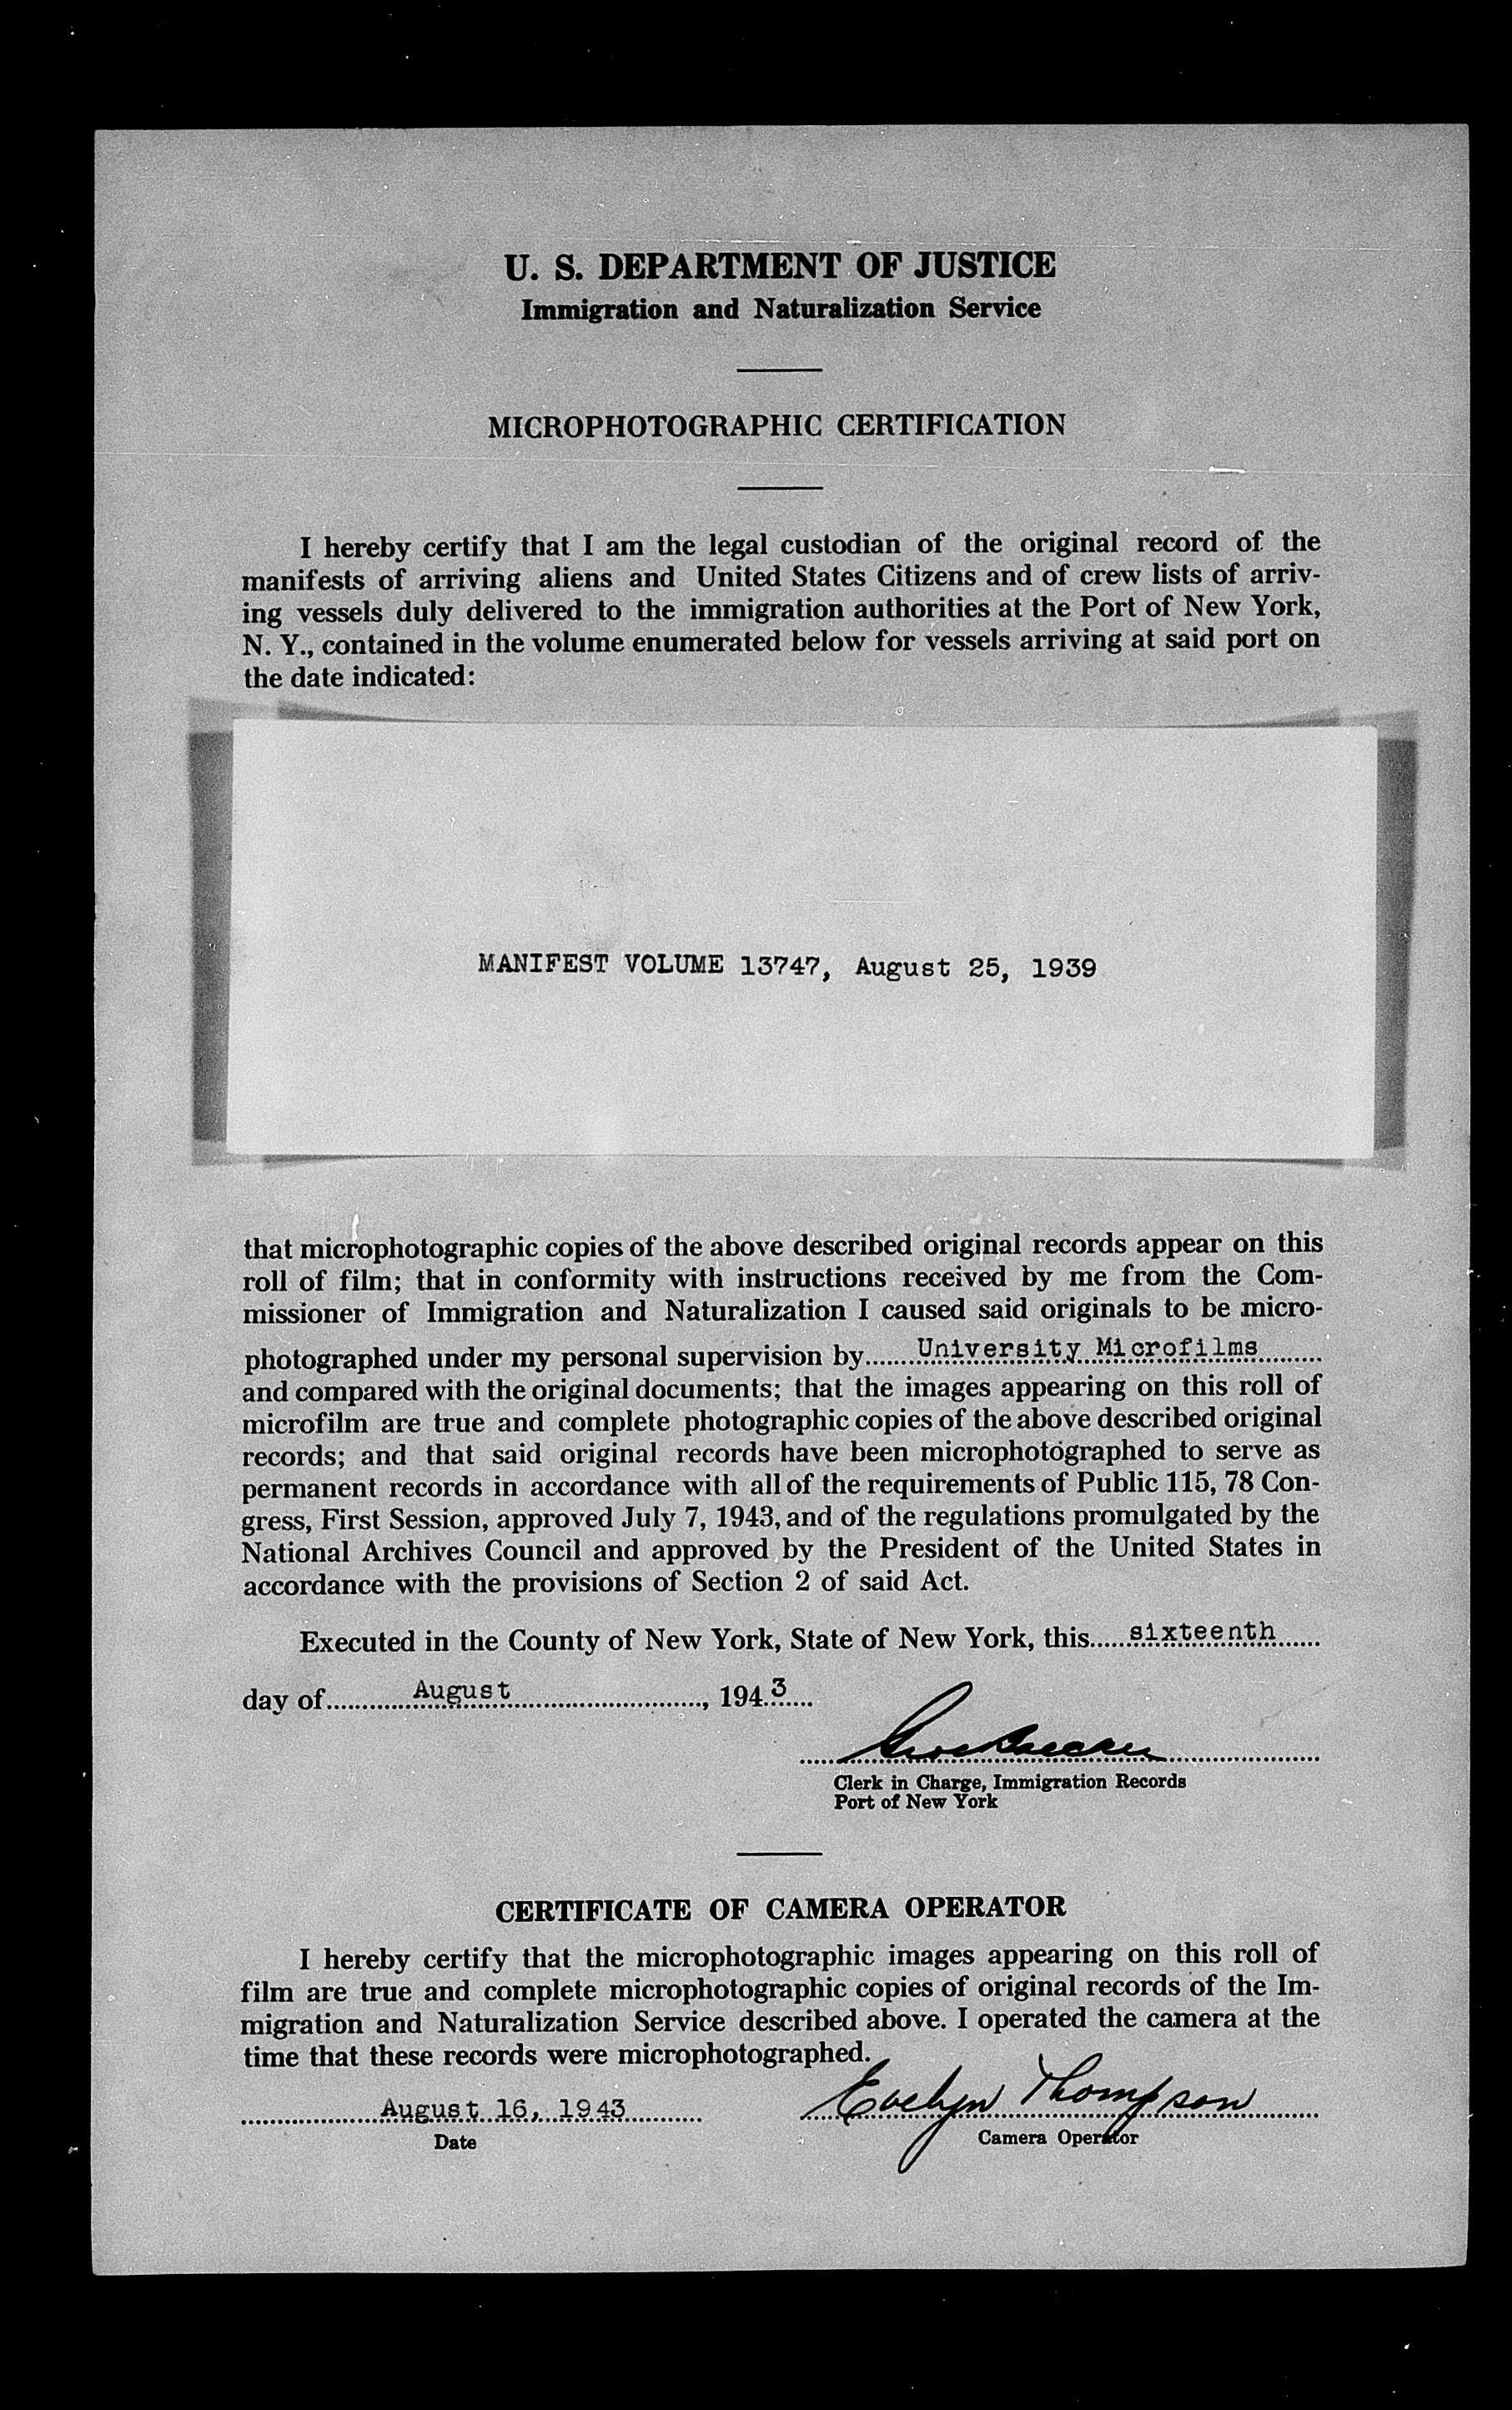 U. S. DEPARTMENT OF JUSTICE
Immigration and Naturalization Service
MICROPHOTOGRAPHIC CERTIFICATION
I hereby certify that I am the legal custodian of the original record of the
manifests of arriving aliens and United States Citizens and of crew lists of arriv-
ing vessels duly delivered to the immigration authorities at the Port of New York,
N. Y., contained in the volume enumerated below for vessels arriving at said port on
the date indicated:
MANIFEST VOLUME 13747, August 25, 1939
that microphotographic copies of the above described original records appear on this
roll of film; that in conformity with instructions received by me from the Com-
missioner of Immigration and Naturalization I caused said originals to be micro-
photographed under my personal supervision by University Microfilms
and compared with the original documents; that the images appearing on this roll of
microfilm are true and complete photographic copies of the above described original
records; and that said original records have been microphotographed to serve as
permanent records in accordance with all of the requirements of Public 115, 78 Con-
gress, First Session, approved July 7, 1943, and of the regulations promulgated by the
National Archives Council and approved by the President of the United States in
accordance with the provisions of Section 2 of said Act.
Executed in the County of New York, State of New York, this sixteenth
day of August, 1943
Clerk in Charge, Immigration Records
Port of New York
CERTIFICATE OF CAMERA OPERATOR
I hereby certify that the microphotographic images appearing on this roll of
film are true and complete microphotographic copies of original records of the Im-
migration and Naturalization Service described above. I operated the camera at the
time that these records were microphotographed.
August 16, 1943 Evelyn Thompson
Date Camera Operator